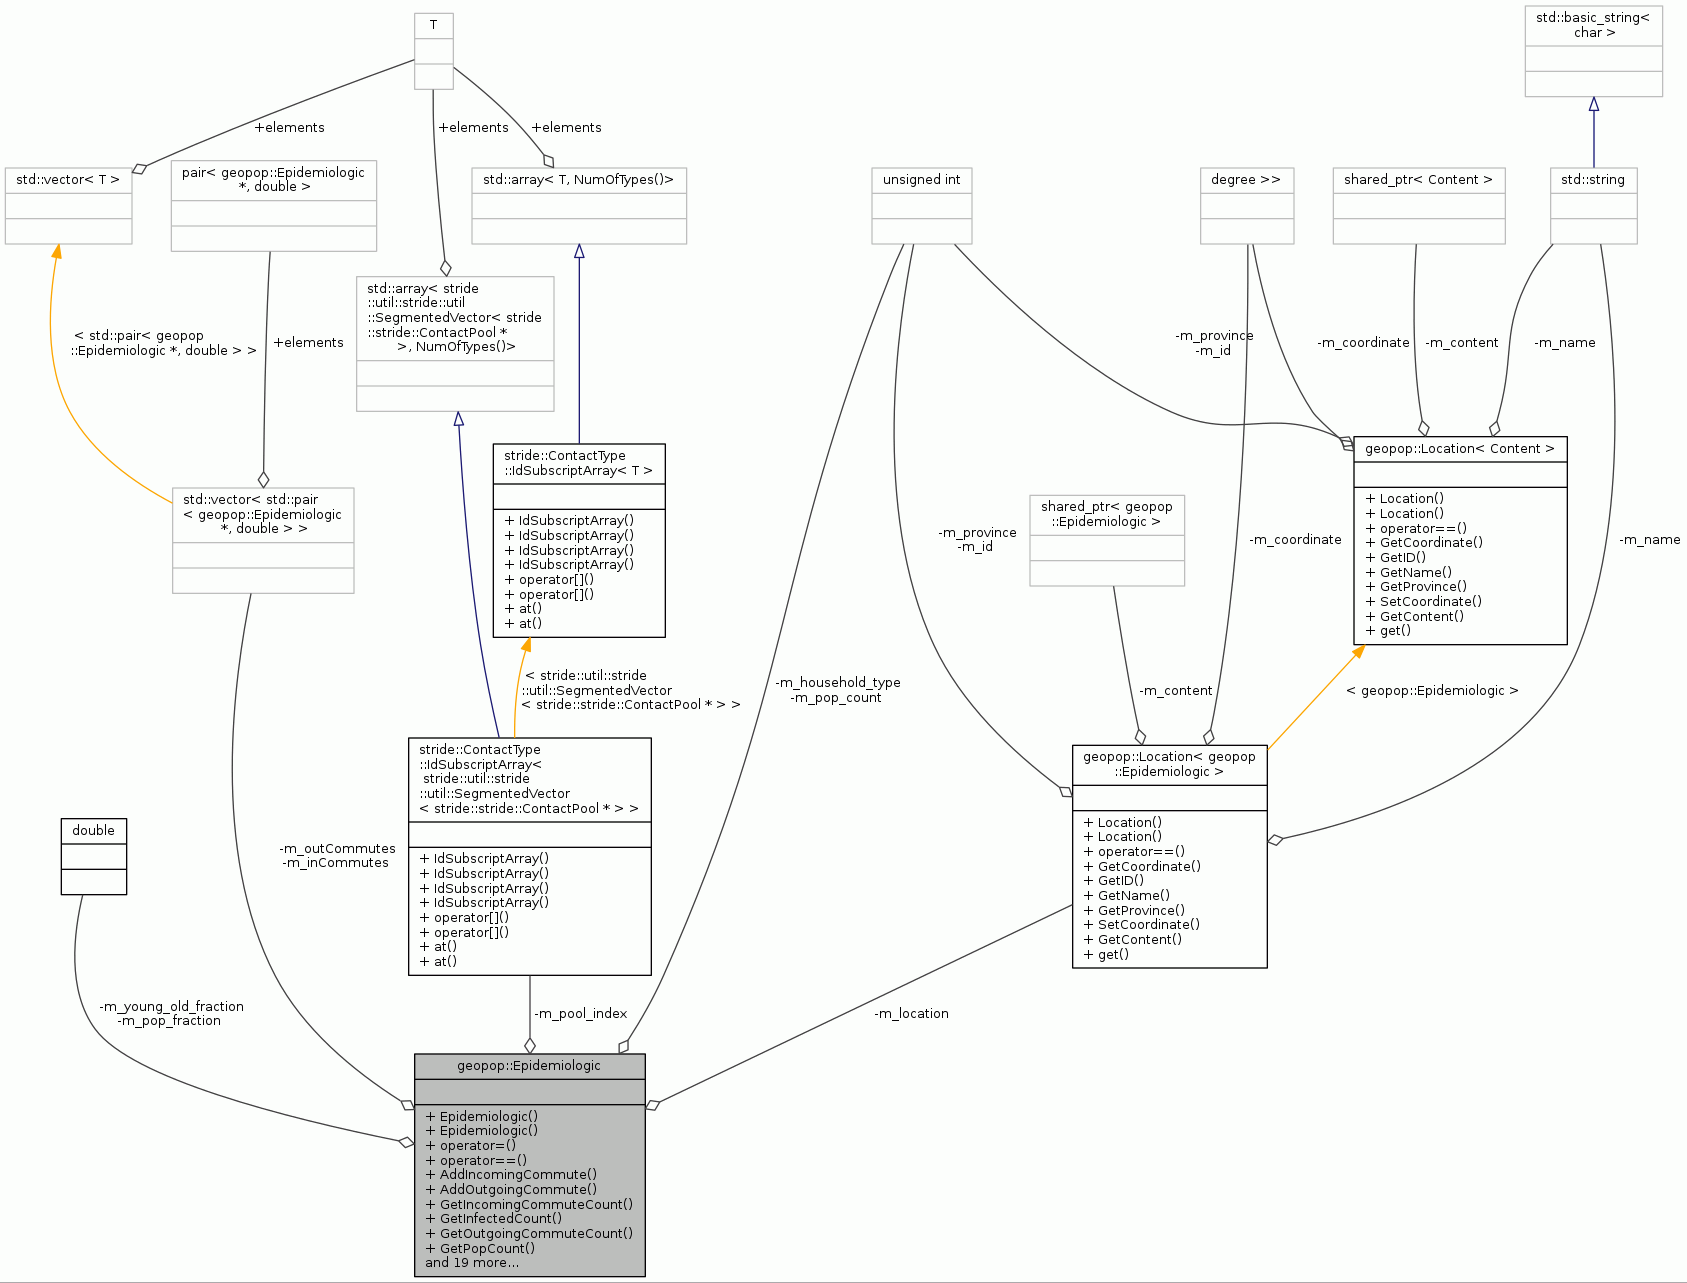 T
std::basic_string<
char >
+elements
+elements
+elements
std::vector< T >
pair< geopop::Epidemiologic
*, double >
std::array< T, NumOfTypes()>
unsigned int
degree >>
shared_ptr< Content >
std::string
std::array< stride
::util::stride::util
::SegmentedVector< stride
::stride::ContactPool *
>, NumOfTypes()>
< std::pair< geopop
::Epidemiologic *, double > >
+elements
-m_province
-m_id
-m_coordinate
-m_content
-m_name
stride::ContactType
::IdSubscriptArray< T >
+ IdSubscriptArray()
+ IdSubscriptArray()
+ IdSubscriptArray()
+ IdSubscriptArray()
+ operator[]()
+ operator[]()
+ at()
+ at()
geopop::Location< Content >
+ Location()
+ Location()
+ operator==()
+ GetCoordinate()
+ GetID()
+ GetName()
+ GetProvince()
+ SetCoordinate()
+ GetContent()
+ get()
std::vector< std::pair
< geopop::Epidemiologic
*, double > >
shared_ptr< geopop
::Epidemiologic >
-m_province
-m_id
-m_coordinate
-m_name
< stride::util::stride
::util::SegmentedVector
< stride::stride::ContactPool * > >
-m_household_type
-m_pop_count
-m_content
< geopop::Epidemiologic >
stride::ContactType
::IdSubscriptArray<
stride::util::stride
::util::SegmentedVector
< stride::stride::ContactPool * > >
+ IdSubscriptArray()
+ IdSubscriptArray()
+ IdSubscriptArray()
+ IdSubscriptArray()
+ operator[]()
+ operator[]()
+ at()
+ at()
geopop::Location< geopop
::Epidemiologic >
+ Location()
+ Location()
+ operator==()
+ GetCoordinate()
+ GetID()
+ GetName()
+ GetProvince()
+ SetCoordinate()
+ GetContent()
+ get()
double
-m_outCommutes
-m_inCommutes
-m_young_old_fraction
-m_pop_fraction
-m_pool_index
-m_location
geopop::Epidemiologic
+ Epidemiologic()
+ Epidemiologic()
+ operator=()
+ operator==()
+ AddIncomingCommute()
+ AddOutgoingCommute()
+ GetIncomingCommuteCount()
+ GetInfectedCount()
+ GetOutgoingCommuteCount()
+ GetPopCount()
and 19 more...